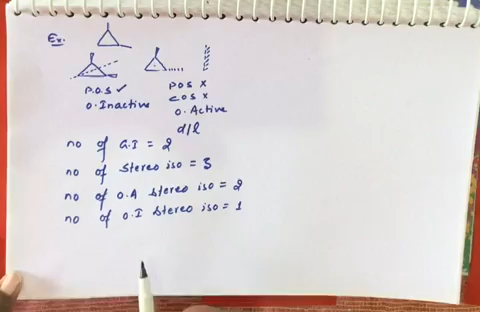 Ex.
P.O.S ✓
O. Inactive
POS ×
COS ×
O. Active
d/l
no of G.I = 2
no of Stereo iso = 3
no of O.A Stereo iso = 2
no of O.I Stereo iso = 1